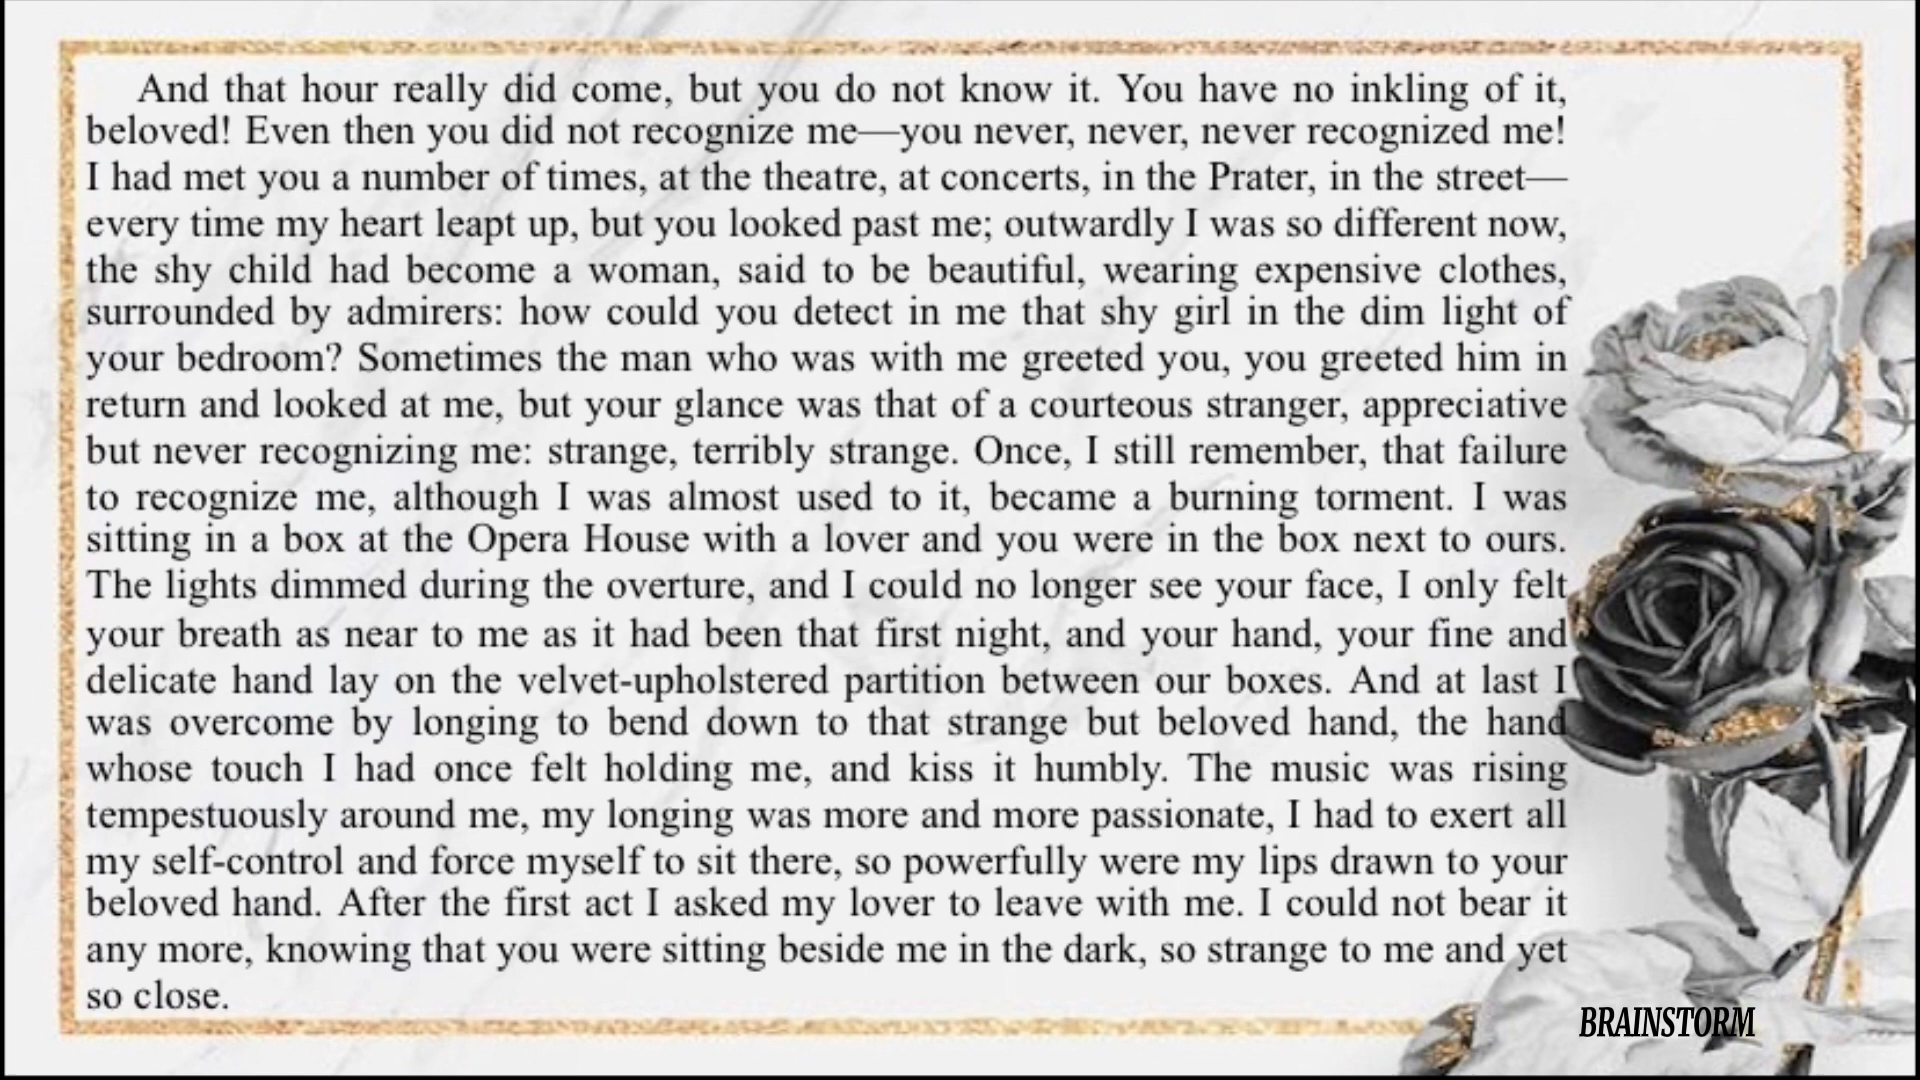 And that hour really did come, but you do not know it. You have no inkling of it,
beloved! Even then you did not recognize me—you never, never, never recognized me!
I had met you a number of times, at the theatre, at concerts, in the Prater, in the street—
every time my heart leapt up, but you looked past me; outwardly I was so different now,
the shy child had become a woman, said to be beautiful, wearing expensive clothes,
surrounded by admirers: how could you detect in me that shy girl in the dim light of
your bedroom? Sometimes the man who was with me greeted you, you greeted him in
return and looked at me, but your glance was that of a courteous stranger, appreciative
but never recognizing me: strange, terribly strange. Once, I still remember, that failure
to recognize me, although I was almost used to it, became a burning torment. I was
sitting in a box at the Opera House with a lover and you were in the box next to ours.
The lights dimmed during the overture, and I could no longer see your face, I only felt
your breath as near to me as it had been that first night, and your hand, your fine and
delicate hand lay on the velvet-upholstered partition between our boxes. And at last I
was overcome by longing to bend down to that strange but beloved hand, the hand
whose touch I had once felt holding me, and kiss it humbly. The music was rising
tempestuously around me, my longing was more and more passionate, I had to exert all
my self-control and force myself to sit there, so powerfully were my lips drawn to your
beloved hand. After the first act I asked my lover to leave with me. I could not bear it
any more, knowing that you were sitting beside me in the dark, so strange to me and yet
so close.
BRAINSTORM